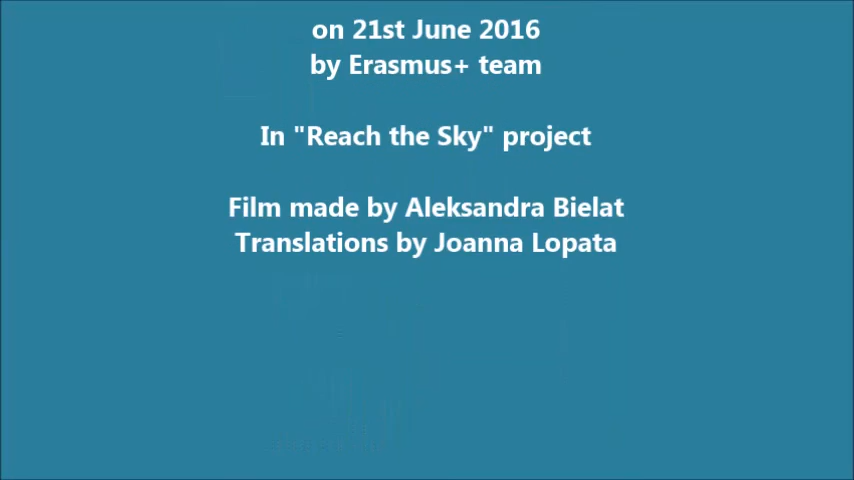 on 21st June 2016
by Erasmus+ team
In "Reach the Sky" project
Film made by Aleksandra Bielat
Translations by Joanna Lopata